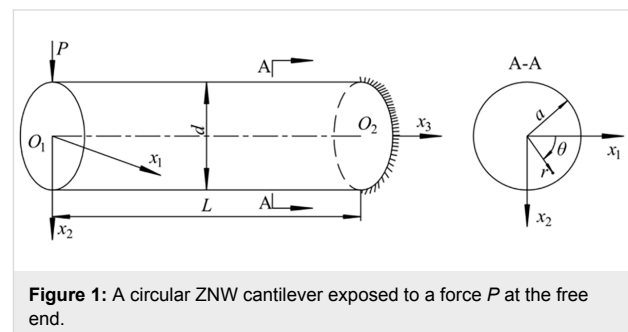 P
A
A-A
O₁
d
O₂
x₃
a
θ
x₁
x₁
r
L
A
x₂
x₂
Figure 1: A circular ZNW cantilever exposed to a force P at the free
end.